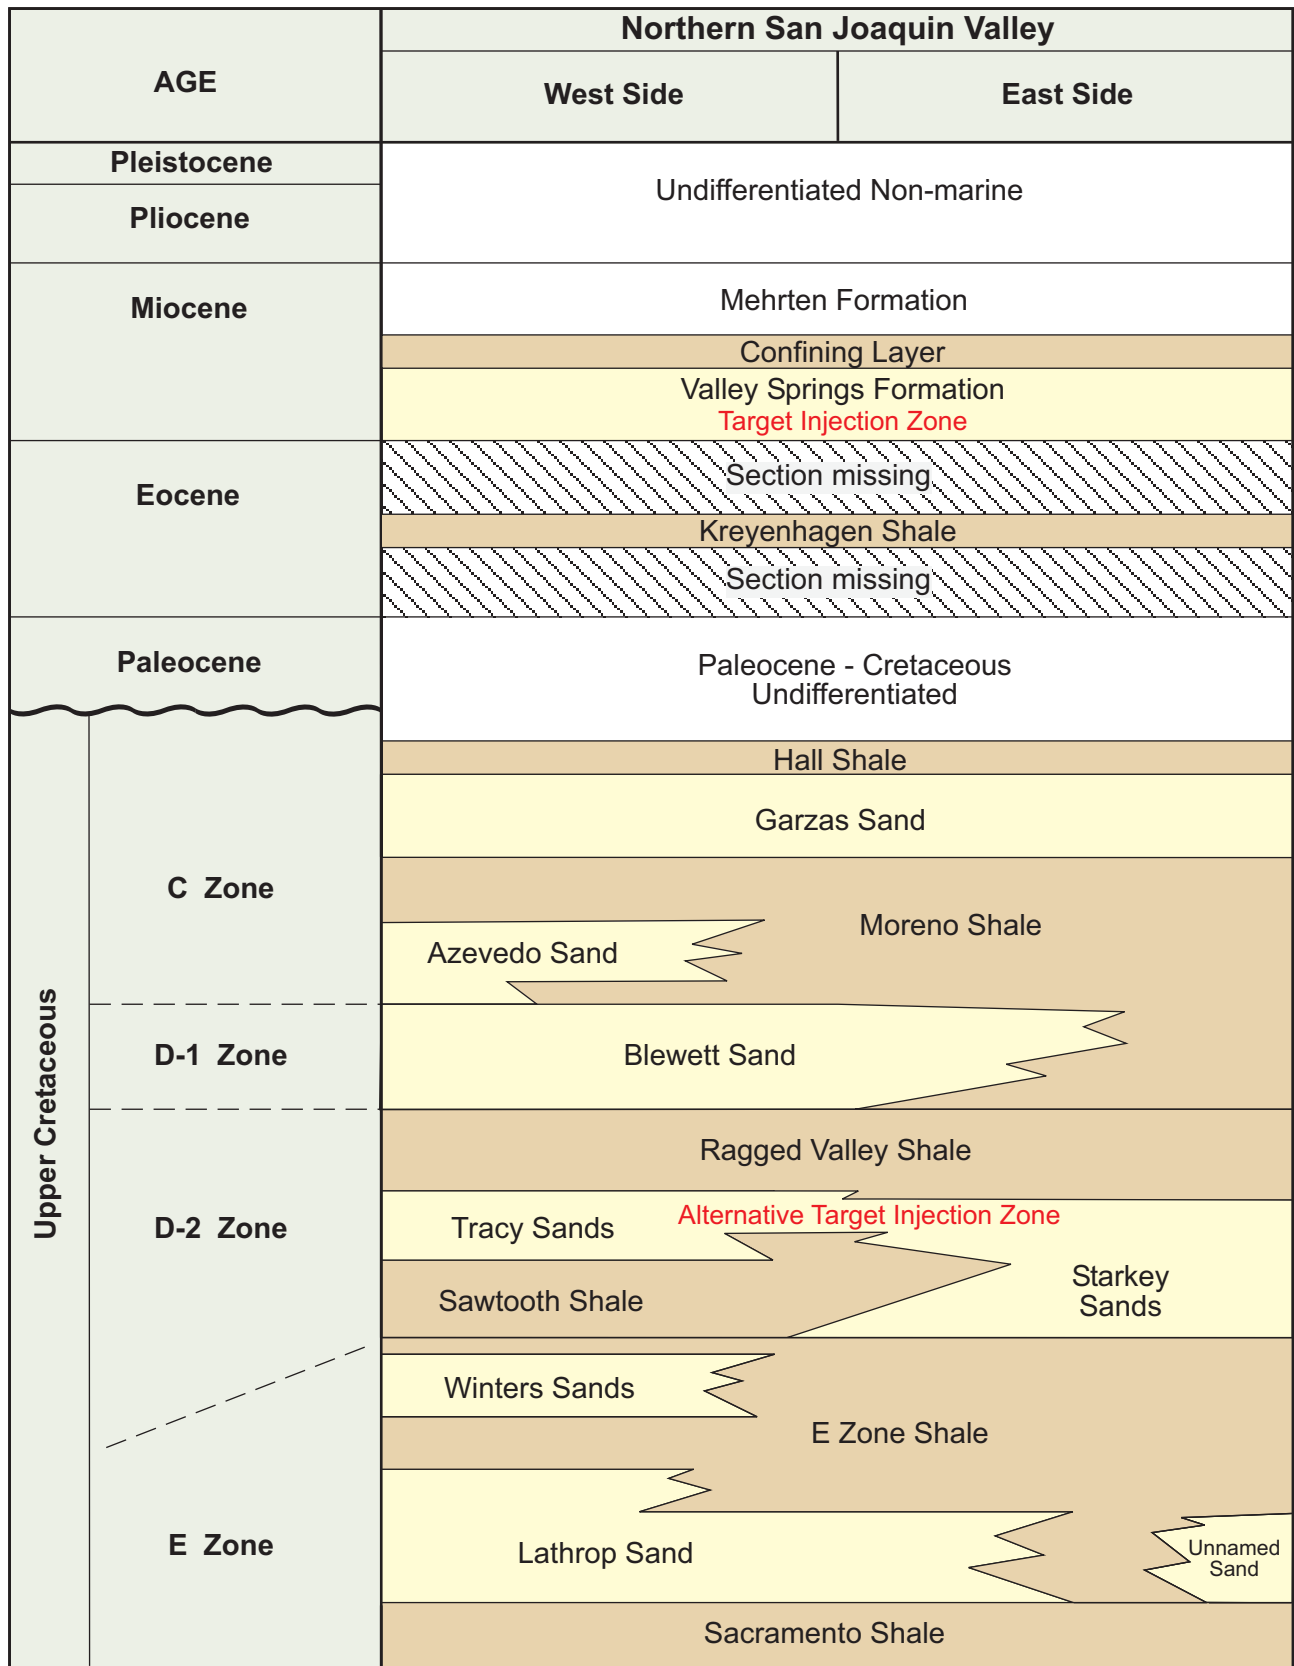 Northern San Joaquin Valley
AGE
West Side
East Side
Pleistocene
Undifferentiated Non-marine
Pliocene
Miocene
Mehrten Formation
Confining Layer
Valley Springs Formation
Target Injection Zone
Eocene
Section missing
Kreyenhagen Shale
Section missing
Paleocene
Paleocene - Cretaceous
Undifferentiated
Hall Shale
Garzas Sand
C Zone
Moreno Shale
Azevedo Sand
Upper Cretaceous
D-1 Zone
Blewett Sand
Ragged Valley Shale
D-2 Zone
Tracy Sands
Alternative Target Injection Zone
Starkey
Sands
Sawtooth Shale
Winters Sands
E Zone Shale
E Zone
Lathrop Sand
Unnamed
Sand
Sacramento Shale